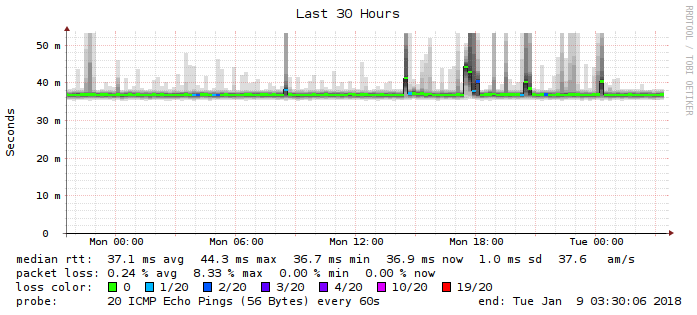 Last 30 Hours
RRDTOOL / TOBI OETIKER
Seconds
50 m
40 m
30 m
20 m
10 m
0
Mon 00:00 Mon 06:00 Mon 12:00 Mon 18:00 Tue 00:00
median rtt: 37.1 ms avg 44.3 ms max 36.7 ms min 36.9 ms now 1.0 ms sd 37.6 am/s
packet loss: 0.24 % avg 8.33 % max 0.00 % min 0.00 % now
loss color: 0 1/20 2/20 3/20 4/20 10/20 19/20
probe: 20 ICMP Echo Pings (56 Bytes) every 60s end: Tue Jan 9 03:30:06 2018